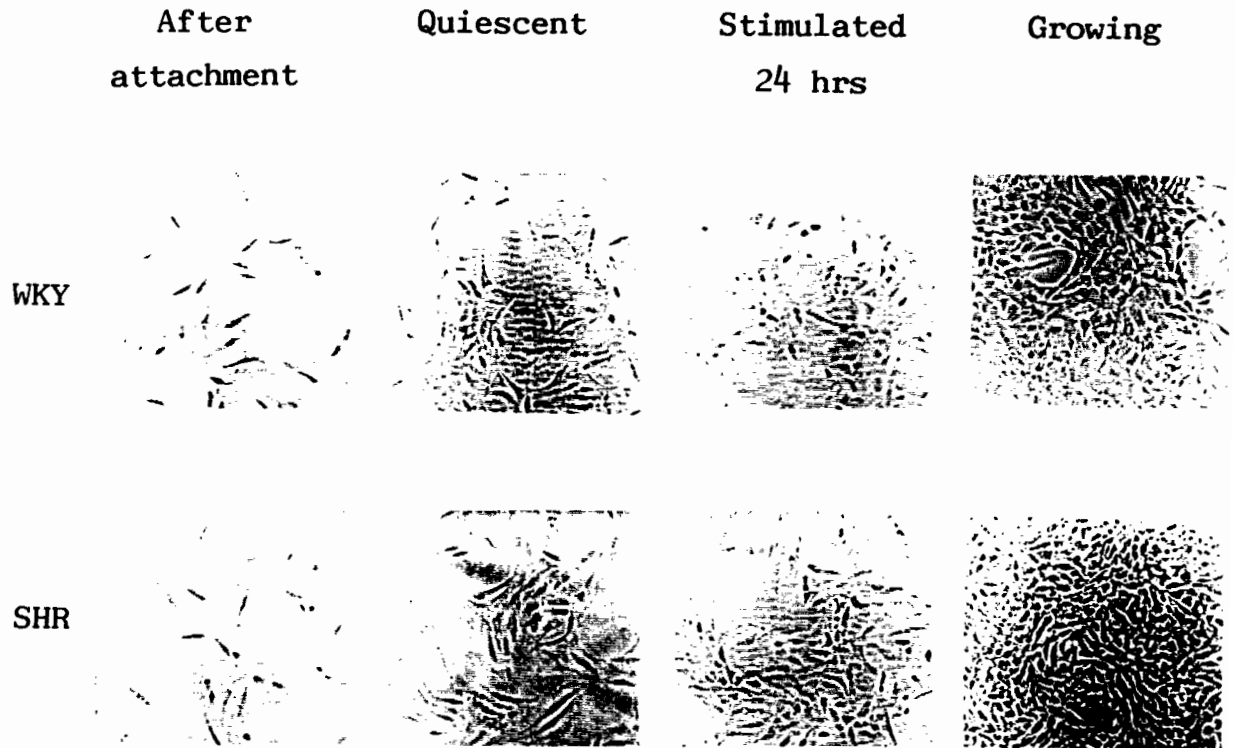 After
attachment
Quiescent
Stimulated
24 hrs
Growing
WKY
SHR